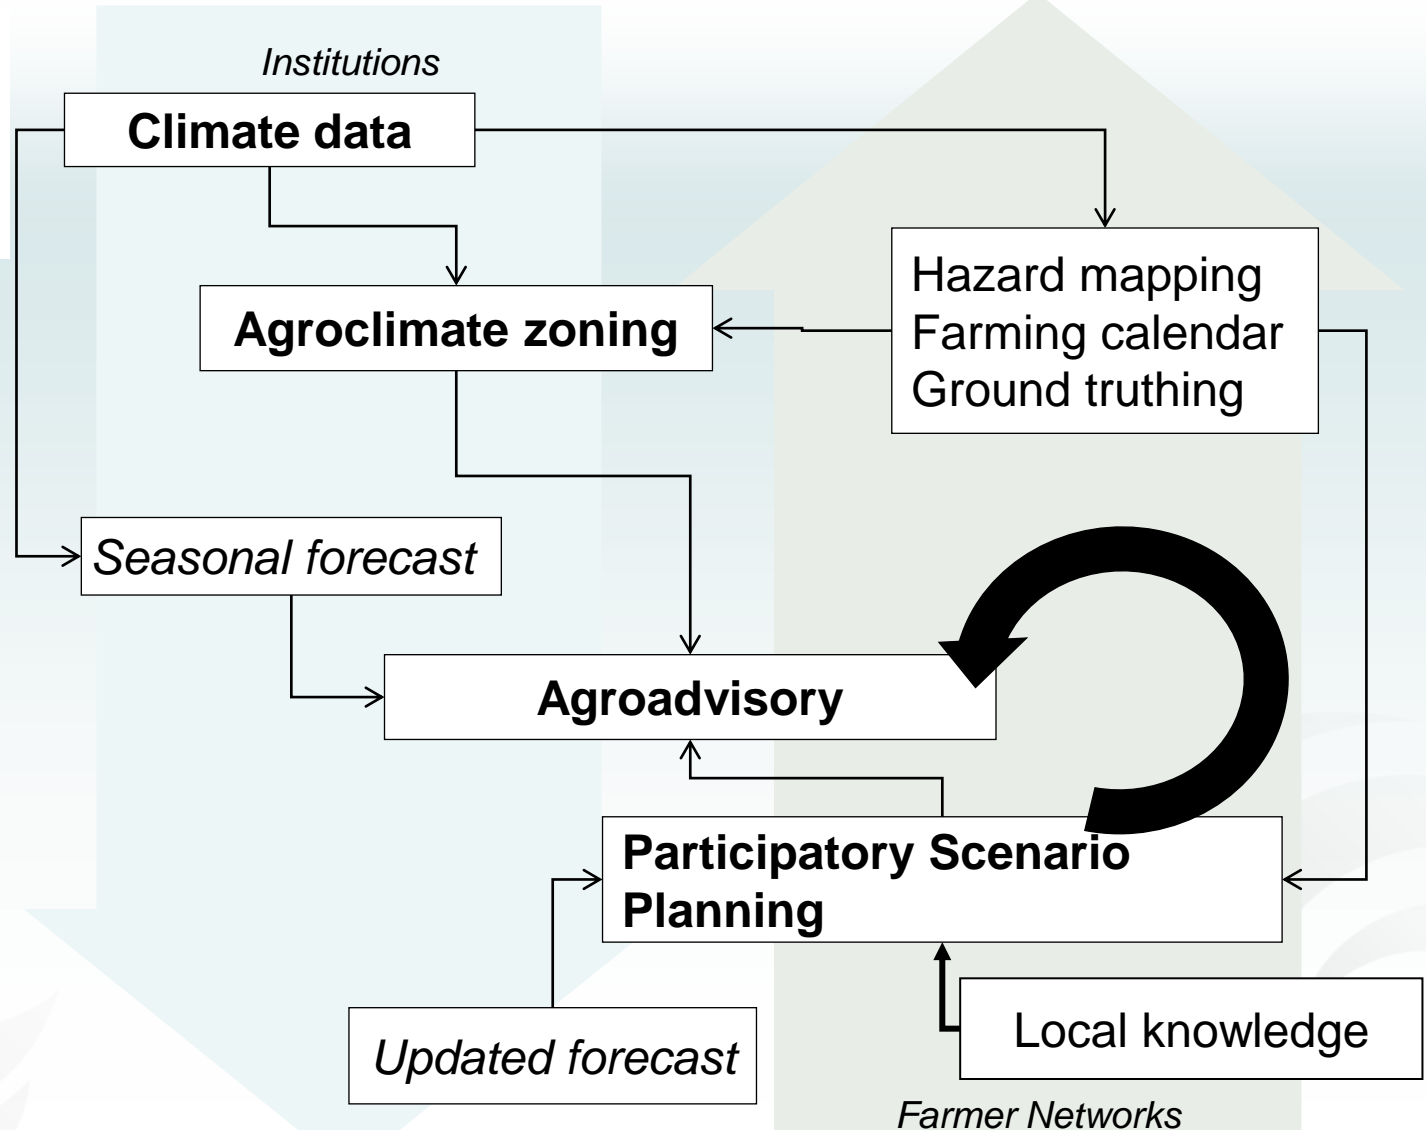 Institutions
Climate data
Hazard mapping
Farming calendar
Ground truthing
Agroclimate zoning
Seasonal forecast
Agroadvisory
Participatory Scenario
Planning
Local knowledge
Updated forecast
Farmer Networks